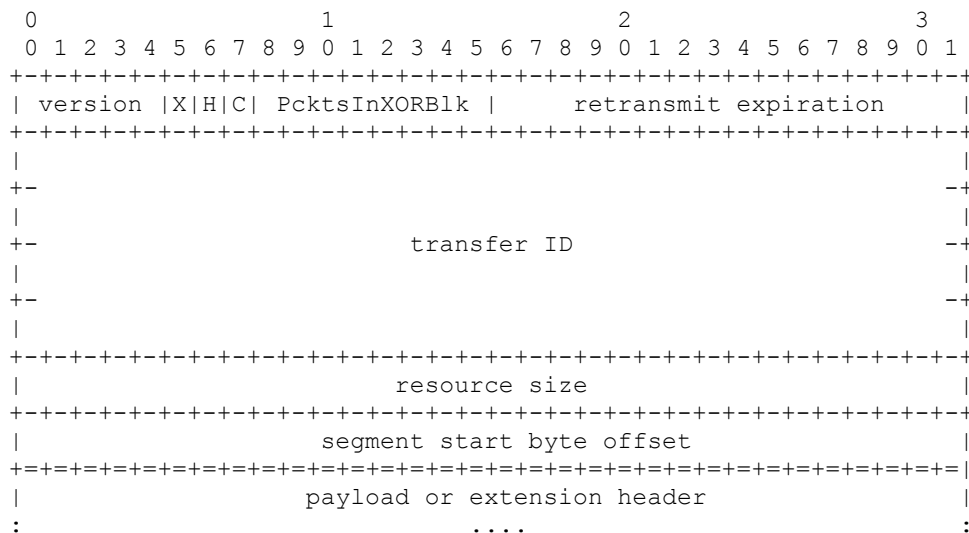 0                   1                   2                   3
0 1 2 3 4 5 6 7 8 9 0 1 2 3 4 5 6 7 8 9 0 1 2 3 4 5 6 7 8 9 0 1
+-+-+-+-+-+-+-+-+-+-+-+-+-+-+-+-+-+-+-+-+-+-+-+-+-+-+-+-+-+-+-+-+
| version |X|H|C| PcktsInXORBlk |     retransmit expiration     |
+-+-+-+-+-+-+-+-+-+-+-+-+-+-+-+-+-+-+-+-+-+-+-+-+-+-+-+-+-+-+-+-+
|                                                               |
+-                                                             -+
|                                                               |
+-                         transfer ID                         -+
|                                                               |
+-                                                             -+
|                                                               |
+-+-+-+-+-+-+-+-+-+-+-+-+-+-+-+-+-+-+-+-+-+-+-+-+-+-+-+-+-+-+-+-+
|                         resource size                         |
+-+-+-+-+-+-+-+-+-+-+-+-+-+-+-+-+-+-+-+-+-+-+-+-+-+-+-+-+-+-+-+-+
|                    segment start byte offset                  |
+=+=+=+=+=+=+=+=+=+=+=+=+=+=+=+=+=+=+=+=+=+=+=+=+=+=+=+=+=+=+=+=|
|                   payload or extension header                 |
:                              ....                             :